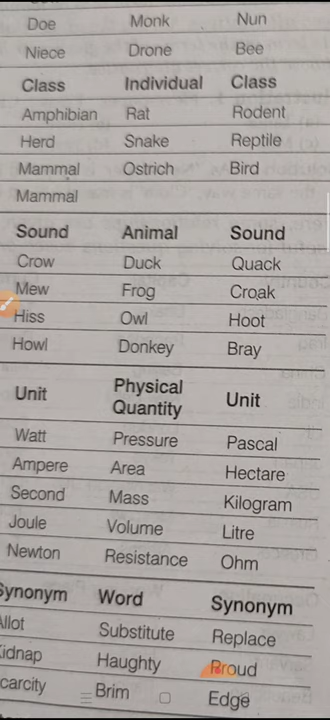 Doe Monk Nun
Niece Drone Bee
Class Individual Class
Amphibian Rat Rodent
Herd Snake Reptile
Mammal Ostrich Bird
Mammal
Sound Animal Sound
Crow Duck Quack
Mew Frog Croak
Hiss Owl Hoot
Howl Donkey Bray
Unit Physical Quantity Unit
Watt Pressure Pascal
Ampere Area Hectare
Second Mass Kilogram
Joule Volume Litre
Newton Resistance Ohm
Synonym Word Synonym
Allot Substitute Replace
Kidnap Haughty Proud
carcity Brim Edge